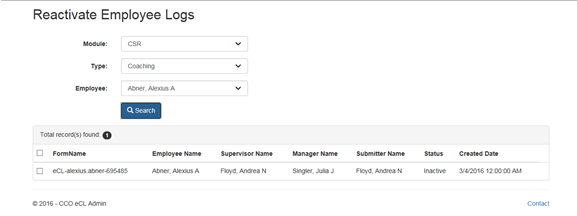 Reactivate Employee Logs
Module: CSR
Type: Coaching
Employee: Abner, Alexius A
Search
Total record(s) found: 1
FormName Employee Name Supervisor Name Manager Name Submitter Name Status Created Date
eCL-alexius.abner-695485 Abner, Alexius A Floyd, Andrea N Singler, Julia J Floyd, Andrea N Inactive 3/4/2016 12:00:00 AM
© 2016 - CCO eCL Admin Contact